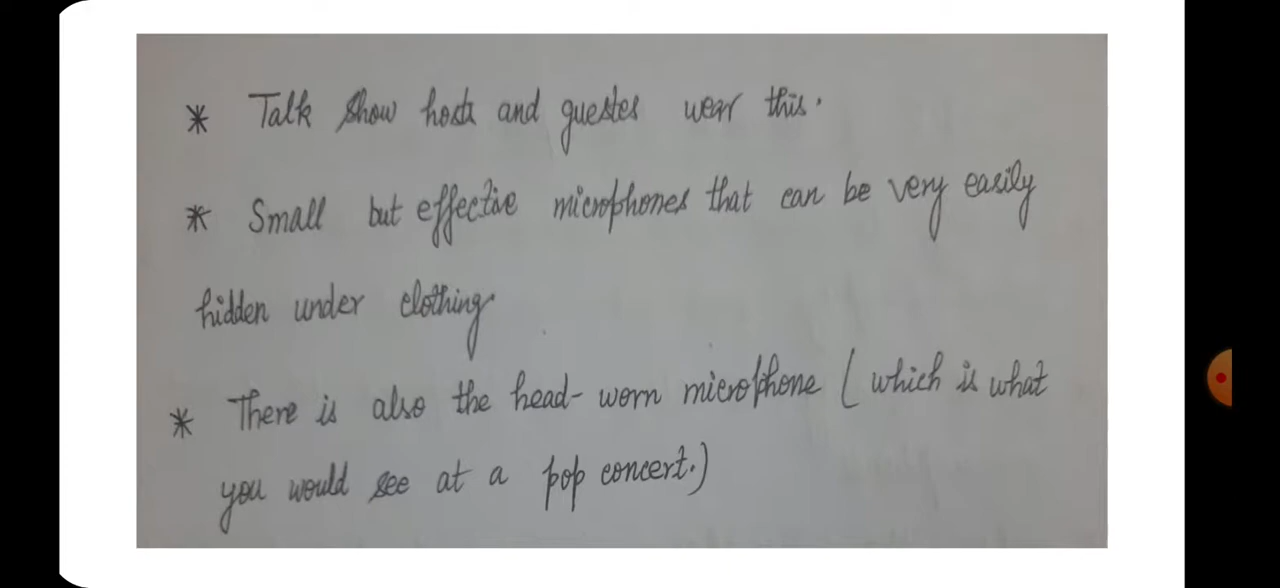 * Talk show hosts and guestes wear this.
* Small but effective microphones that can be very easily
hidden under clothing.
* There is also the head-worn microphone (which is what
you would see at a pop concert.)